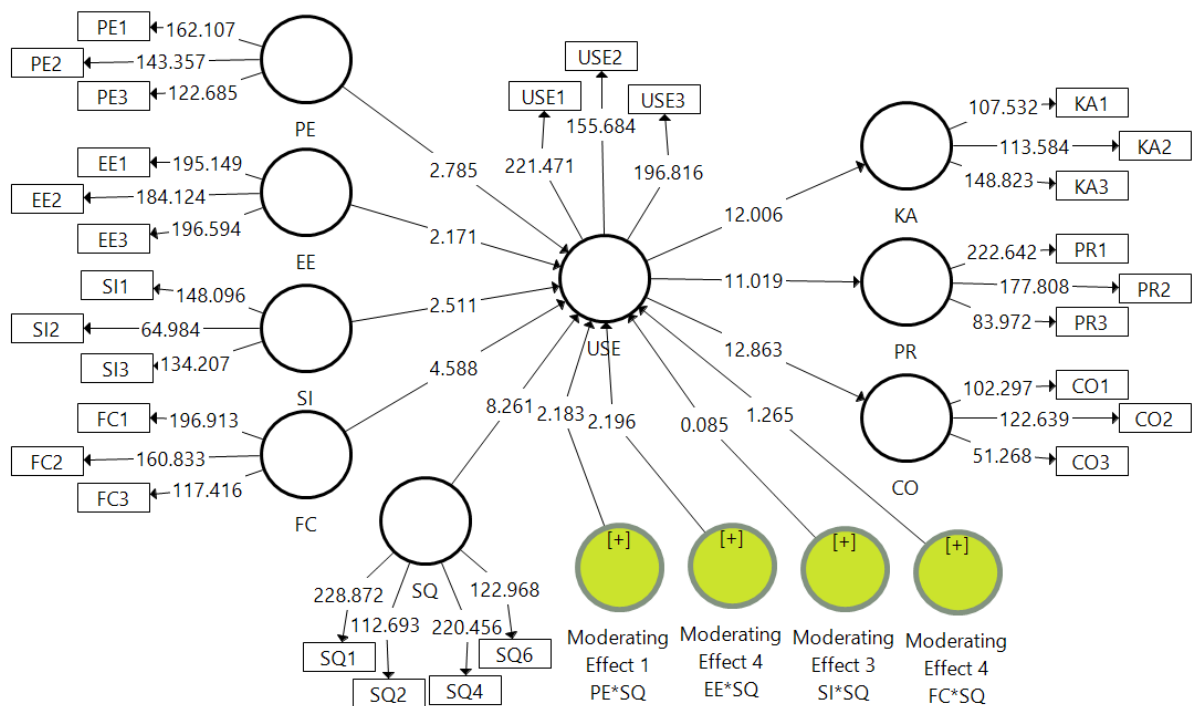 PE1
162.107
PE2
143.357
PE3
122.685
PE
2.785
EE1
195.149
EE2
184.124
EE3
196.594
EE
2.171
SI1
148.096
SI2
64.984
SI3
134.207
SI
2.511
FC1
196.913
FC2
160.833
FC3
117.416
FC
4.588
SQ
8.261
228.872
112.693
220.456
122.968
SQ1
SQ2
SQ4
SQ6
USE1
USE2
USE3
221.471
155.684
196.816
USE
12.006
11.019
12.863
107.532
KA1
113.584
KA2
148.823
KA3
KA
222.642
PR1
177.808
PR2
83.972
PR3
PR
102.297
CO1
122.639
CO2
51.268
CO3
CO
2.183
2.196
0.085
1.265
[+]
Moderating
Effect 1
PE*SQ
[+]
Moderating
Effect 4
EE*SQ
[+]
Moderating
Effect 3
SI*SQ
[+]
Moderating
Effect 4
FC*SQ